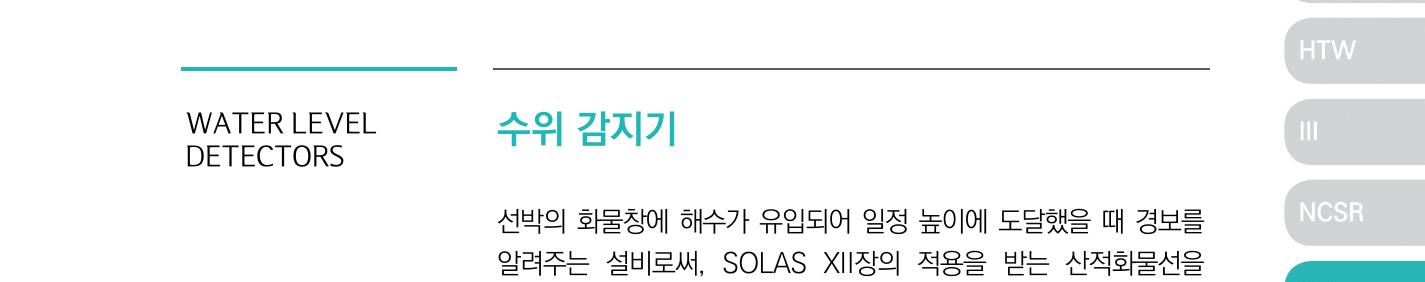 WATER LEVEL
DETECTORS
수위 감지기
선박의 화물창에 해수가 유입되어 일정 높이에 도달했을 때 경보를
알려주는 설비로써, SOLAS XII장의 적용을 받는 산적화물선을
HTW
III
NCSR